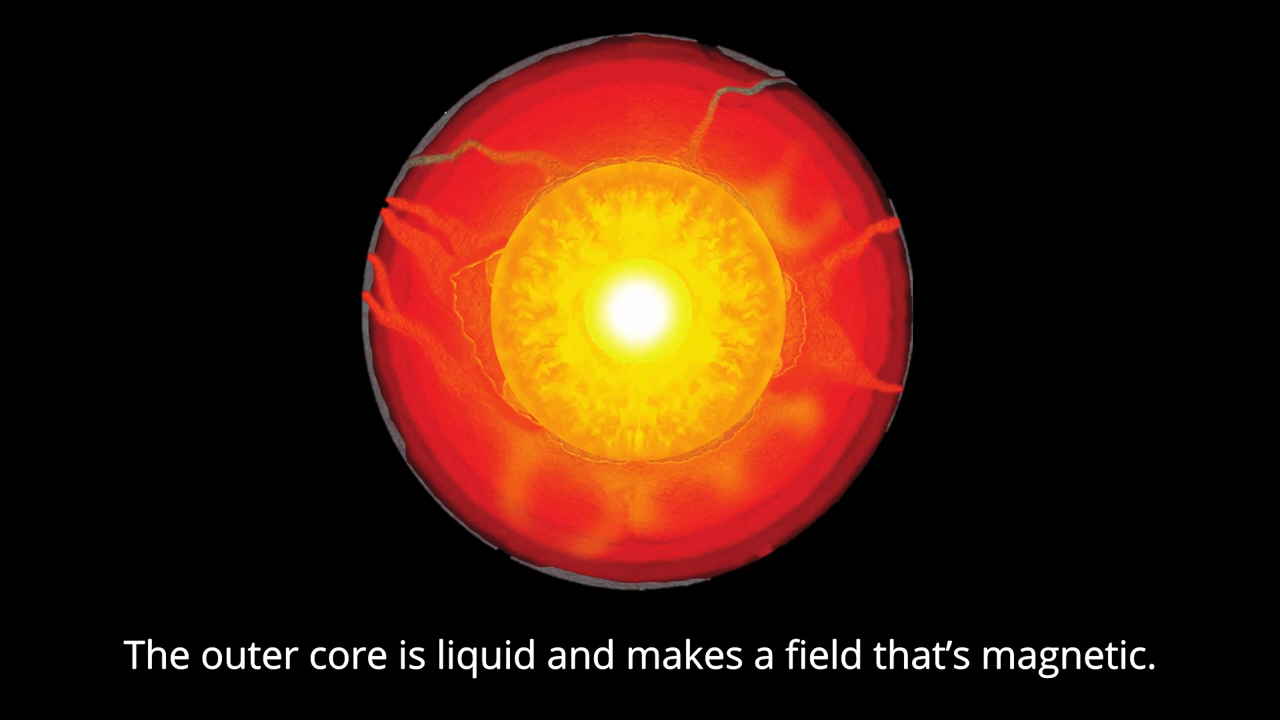 The outer core is liquid and makes a field that’s magnetic.